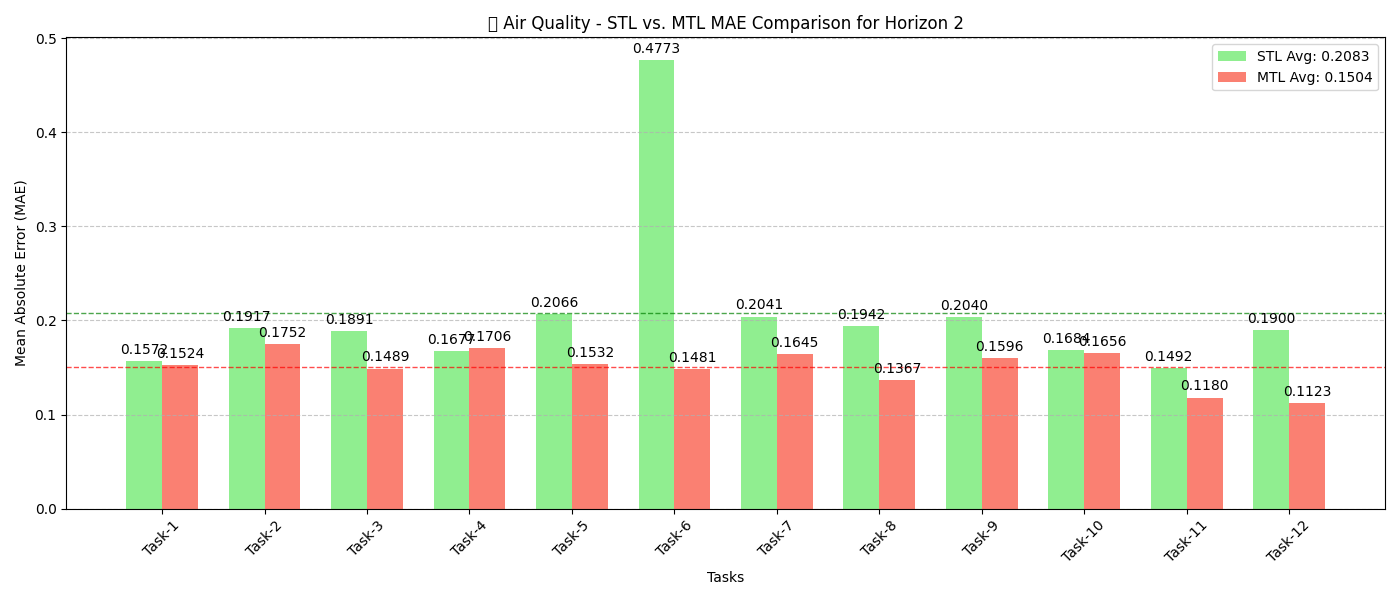 Air Quality - STL vs. MTL MAE Comparison for Horizon 2
STL Avg: 0.2083
MTL Avg: 0.1504
Mean Absolute Error (MAE)
0.5
0.4
0.3
0.2
0.1
0.0
0.1572
0.1524
0.1917
0.1752
0.1891
0.1489
0.1677
0.1706
0.2066
0.1532
0.4773
0.1481
0.2041
0.1645
0.1942
0.1367
0.2040
0.1596
0.1684
0.1656
0.1492
0.1180
0.1900
0.1123
Task-1
Task-2
Task-3
Task-4
Task-5
Task-6
Task-7
Task-8
Task-9
Task-10
Task-11
Task-12
Tasks